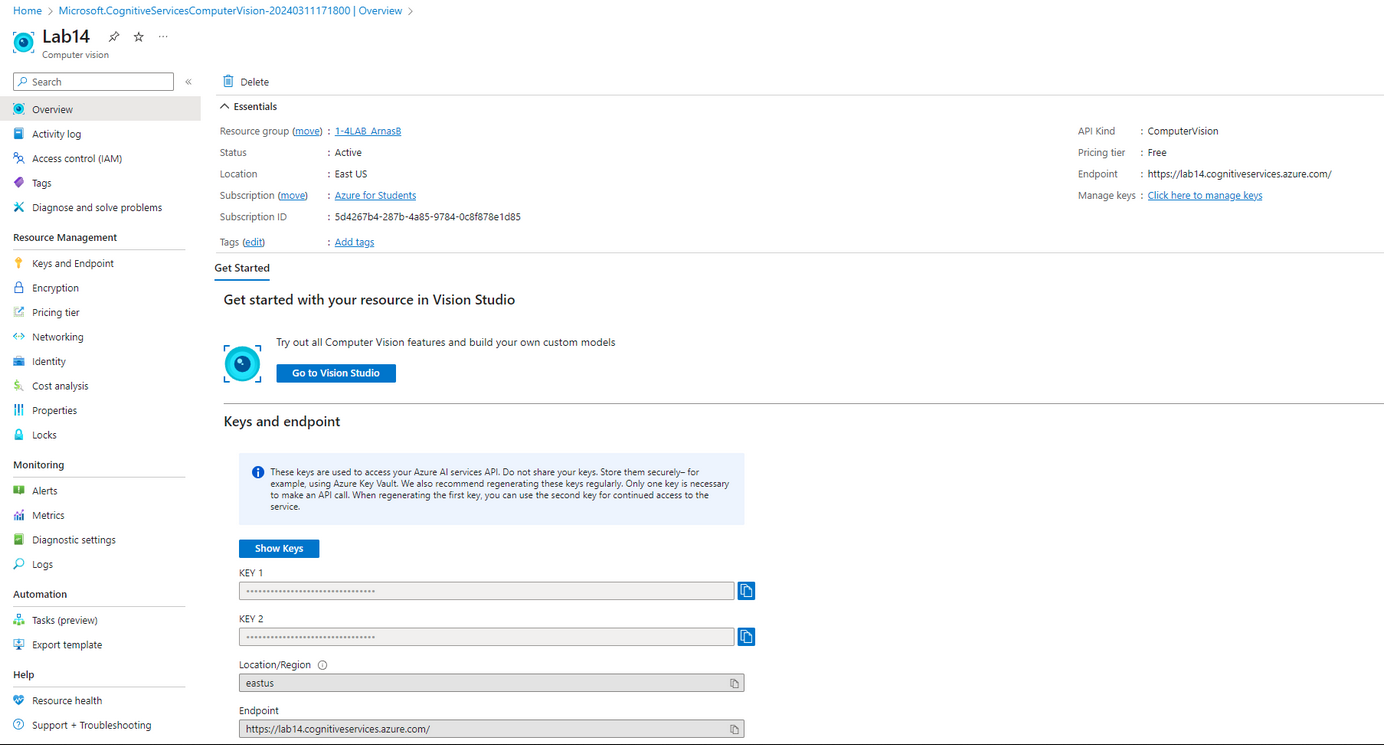 Home > Microsoft.CognitiveServicesComputerVision-20240311171800 | Overview >
Lab14
Computer vision
Search
Overview
Activity log
Access control (IAM)
Tags
Diagnose and solve problems
Resource Management
Keys and Endpoint
Encryption
Pricing tier
Networking
Identity
Cost analysis
Properties
Locks
Monitoring
Alerts
Metrics
Diagnostic settings
Logs
Automation
Tasks (preview)
Export template
Help
Resource health
Support + Troubleshooting
Delete
Essentials
Resource group (move) : 1-4LAB_ArnasB
Status : Active
Location : East US
Subscription (move) : Azure for Students
Subscription ID : 5d4267b4-287b-4a85-9784-0c8f878e1d85
Tags (edit) : Add tags
API Kind : ComputerVision
Pricing tier : Free
Endpoint : https://lab14.cognitiveservices.azure.com/
Manage keys : Click here to manage keys
Get Started
Get started with your resource in Vision Studio
Try out all Computer Vision features and build your own custom models
Go to Vision Studio
Keys and endpoint
These keys are used to access your Azure AI services API. Do not share your keys. Store them securely– for
example, using Azure Key Vault. We also recommend regenerating these keys regularly. Only one key is necessary
to make an API call. When regenerating the first key, you can use the second key for continued access to the
service.
Show Keys
KEY 1
KEY 2
Location/Region
eastus
Endpoint
https://lab14.cognitiveservices.azure.com/